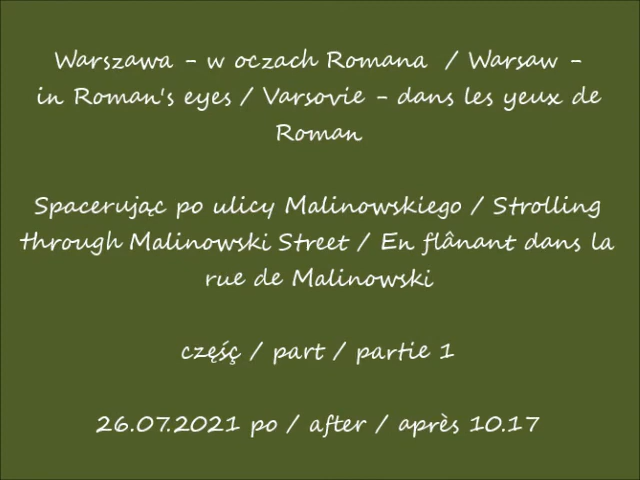 Warszawa - w oczach Romana / Warsaw -
in Roman's eyes / Varsovie - dans les yeux de
Roman
Spacerując po ulicy Malinowskiego / Strolling
through Malinowski Street / En flânant dans la
rue de Malinowski
częśç / part / partie 1
26.07.2021 po / after / après 10.17